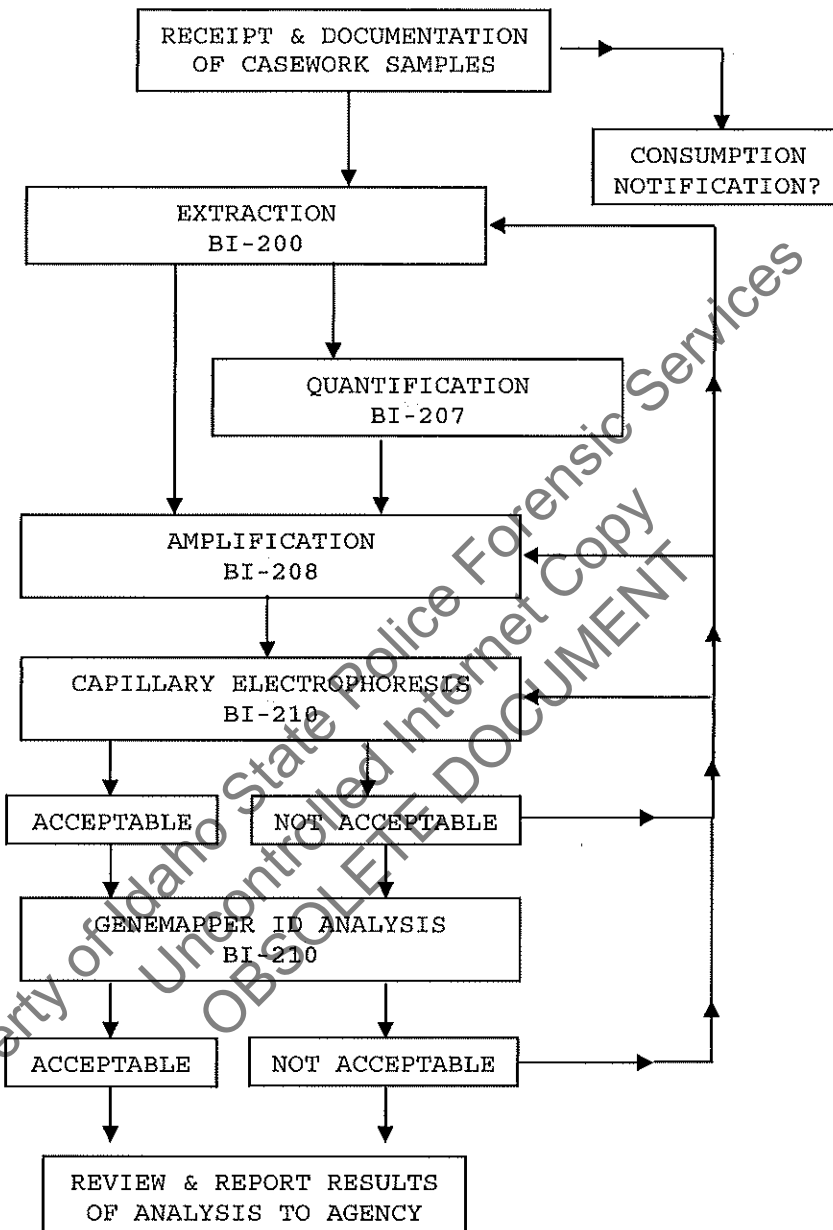 RECEIPT & DOCUMENTATION
OF CASEWORK SAMPLES
CONSUMPTION
NOTIFICATION?
EXTRACTION
BI-200
QUANTIFICATION
BI-207
AMPLIFICATION
BI-208
CAPILLARY ELECTROPHORESIS
BI-210
ACCEPTABLE
NOT ACCEPTABLE
GENEMAPPER ID ANALYSIS
BI-210
ACCEPTABLE
NOT ACCEPTABLE
REVIEW & REPORT RESULTS
OF ANALYSIS TO AGENCY
erty of Idaho State Police Forensic Services
Uncontrolled Internet Copy
OBSOLETE DOCUMENT